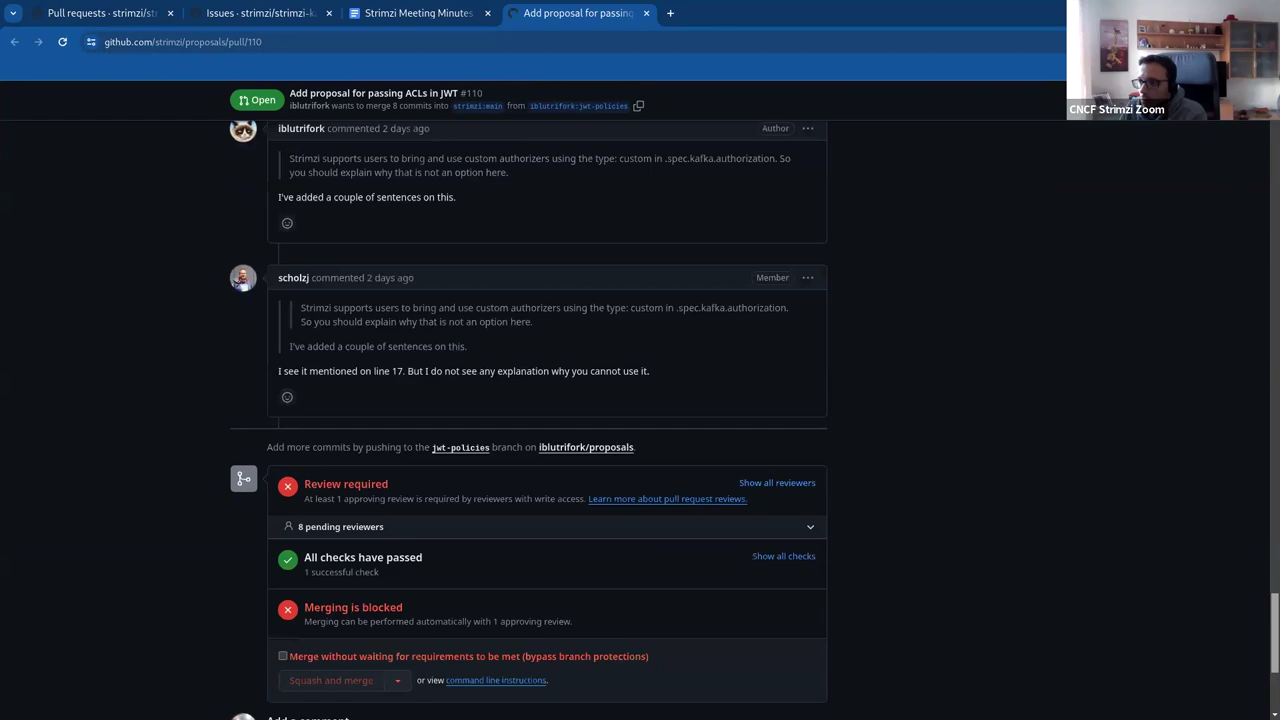 Pull requests · strimzi/str
Issues · strimzi/strimzi-ka
Strimzi Meeting Minutes
Add proposal for passing
github.com/strimzi/proposals/pull/110
CNCF Strimzi Zoom
Open
Add proposal for passing ACLs in JWT #110
iblutrifork wants to merge 8 commits into strimzi:main from iblutrifork:jwt-policies
iblutrifork commented 2 days ago
Author
Strimzi supports users to bring and use custom authorizers using the type: custom in .spec.kafka.authorization. So
you should explain why that is not an option here.
I've added a couple of sentences on this.
scholzj commented 2 days ago
Member
Strimzi supports users to bring and use custom authorizers using the type: custom in .spec.kafka.authorization.
So you should explain why that is not an option here.
I've added a couple of sentences on this.
I see it mentioned on line 17. But I do not see any explanation why you cannot use it.
Add more commits by pushing to the jwt-policies branch on iblutrifork/proposals.
Review required
Show all reviewers
At least 1 approving review is required by reviewers with write access. Learn more about pull request reviews.
8 pending reviewers
All checks have passed
Show all checks
1 successful check
Merging is blocked
Merging can be performed automatically with 1 approving review.
Merge without waiting for requirements to be met (bypass branch protections)
Squash and merge
or view command line instructions.
Add a comment